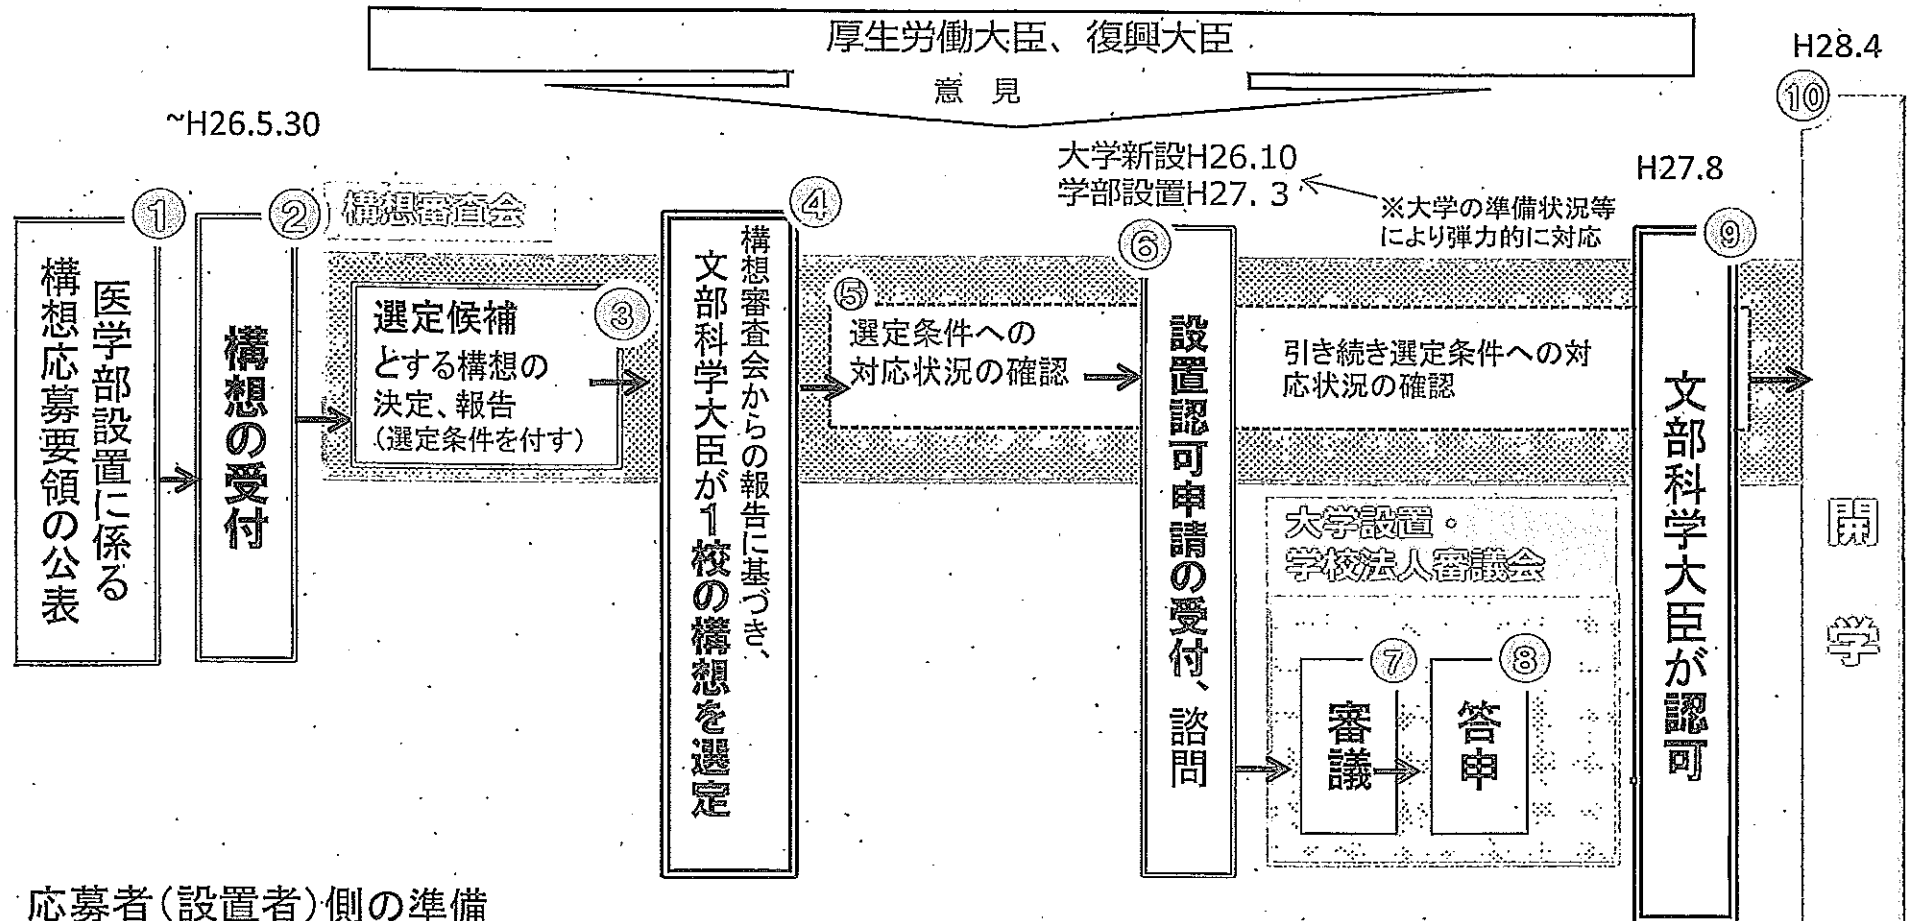 厚生労働大臣、復興大臣
意 見
H28.4
⑩
~H26.5.30
大学新設H26.10
学部設置H27.3
※大学の準備状況等
により弾力的に対応
H27.8
①
医学部設置に係る
構想応募要領の公表
②
構想の受付
構想審査会
③
選定候補
とする構想の
決定、報告
(選定条件を付す)
④
構想審査会からの報告に基づき、
文部科学大臣が1校の構想を選定
⑤
選定条件への
対応状況の確認
⑥
設置認可申請の受付、諮問
引き続き選定条件への対
応状況の確認
大学設置・
学校法人審議会
⑦
審議
⑧
答申
⑨
文部科学大臣が認可
開 学
応募者(設置者)側の準備